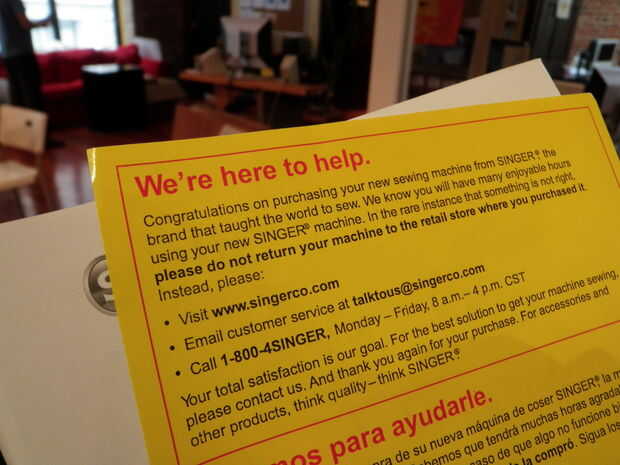 We're here to help.
Congratulations on purchasing your new sewing machine from SINGER®, the
brand that taught the world to sew. We know you will have many enjoyable hours
using your new SINGER® machine. In the rare instance that something is not right,
please do not return your machine to the retail store where you purchased it.
Instead, please:
• Visit www.singerco.com
• Email customer service at talktous@singerco.com
• Call 1-800-4SINGER, Monday – Friday, 8 a.m.– 4 p.m. CST
Your total satisfaction is our goal. For the best solution to get your machine sewing,
please contact us. And thank you again for your purchase. For accessories and
other products, think quality – think SINGER®.
para ayudarle.
de su nueva máquina de coser SINGER® la
que tendrá muchas horas
caso de que algo no funcione
la compró. Sigua los